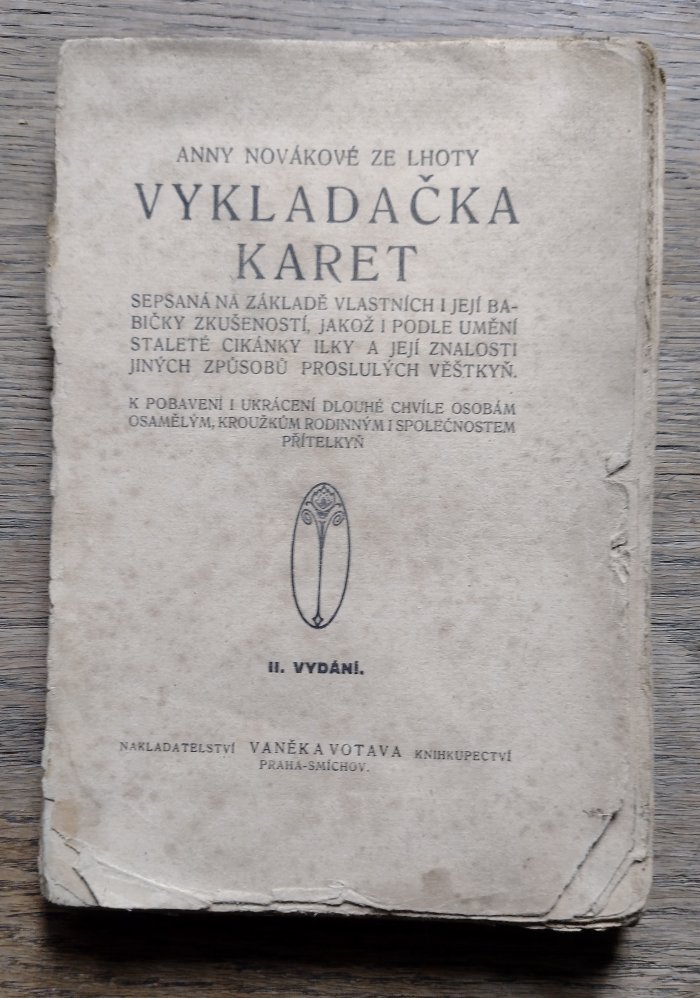 ANNY NOVÁKOVÉ ZE LHOTY
VYKLADAČKA
KARET
SEPSANÁ NA ZÁKLADĚ VLASTNÍCH I JEJÍ BA-
BIČKY ZKUŠENOSTÍ, JAKOŽ I PODLE UMĚNÍ
STALETÉ CIKÁNKY ILKY A JEJÍ ZNALOSTI
JINÝCH ZPŮSOBŮ PROSLULÝCH VĚŠTKYŇ.
K POBAVENÍ I UKRÁCENÍ DLOUHÉ CHVÍLE OSOBÁM
OSAMĚLÝM, KROUŽKŮM RODINNÝM I SPOLEČNOSTEM
PŘÍTELKYŇ
II. VYDÁNÍ.
NAKLADATELSTVÍ VANĚK A VOTAVA KNIHKUPECTVÍ
PRAHA-SMÍCHOV.